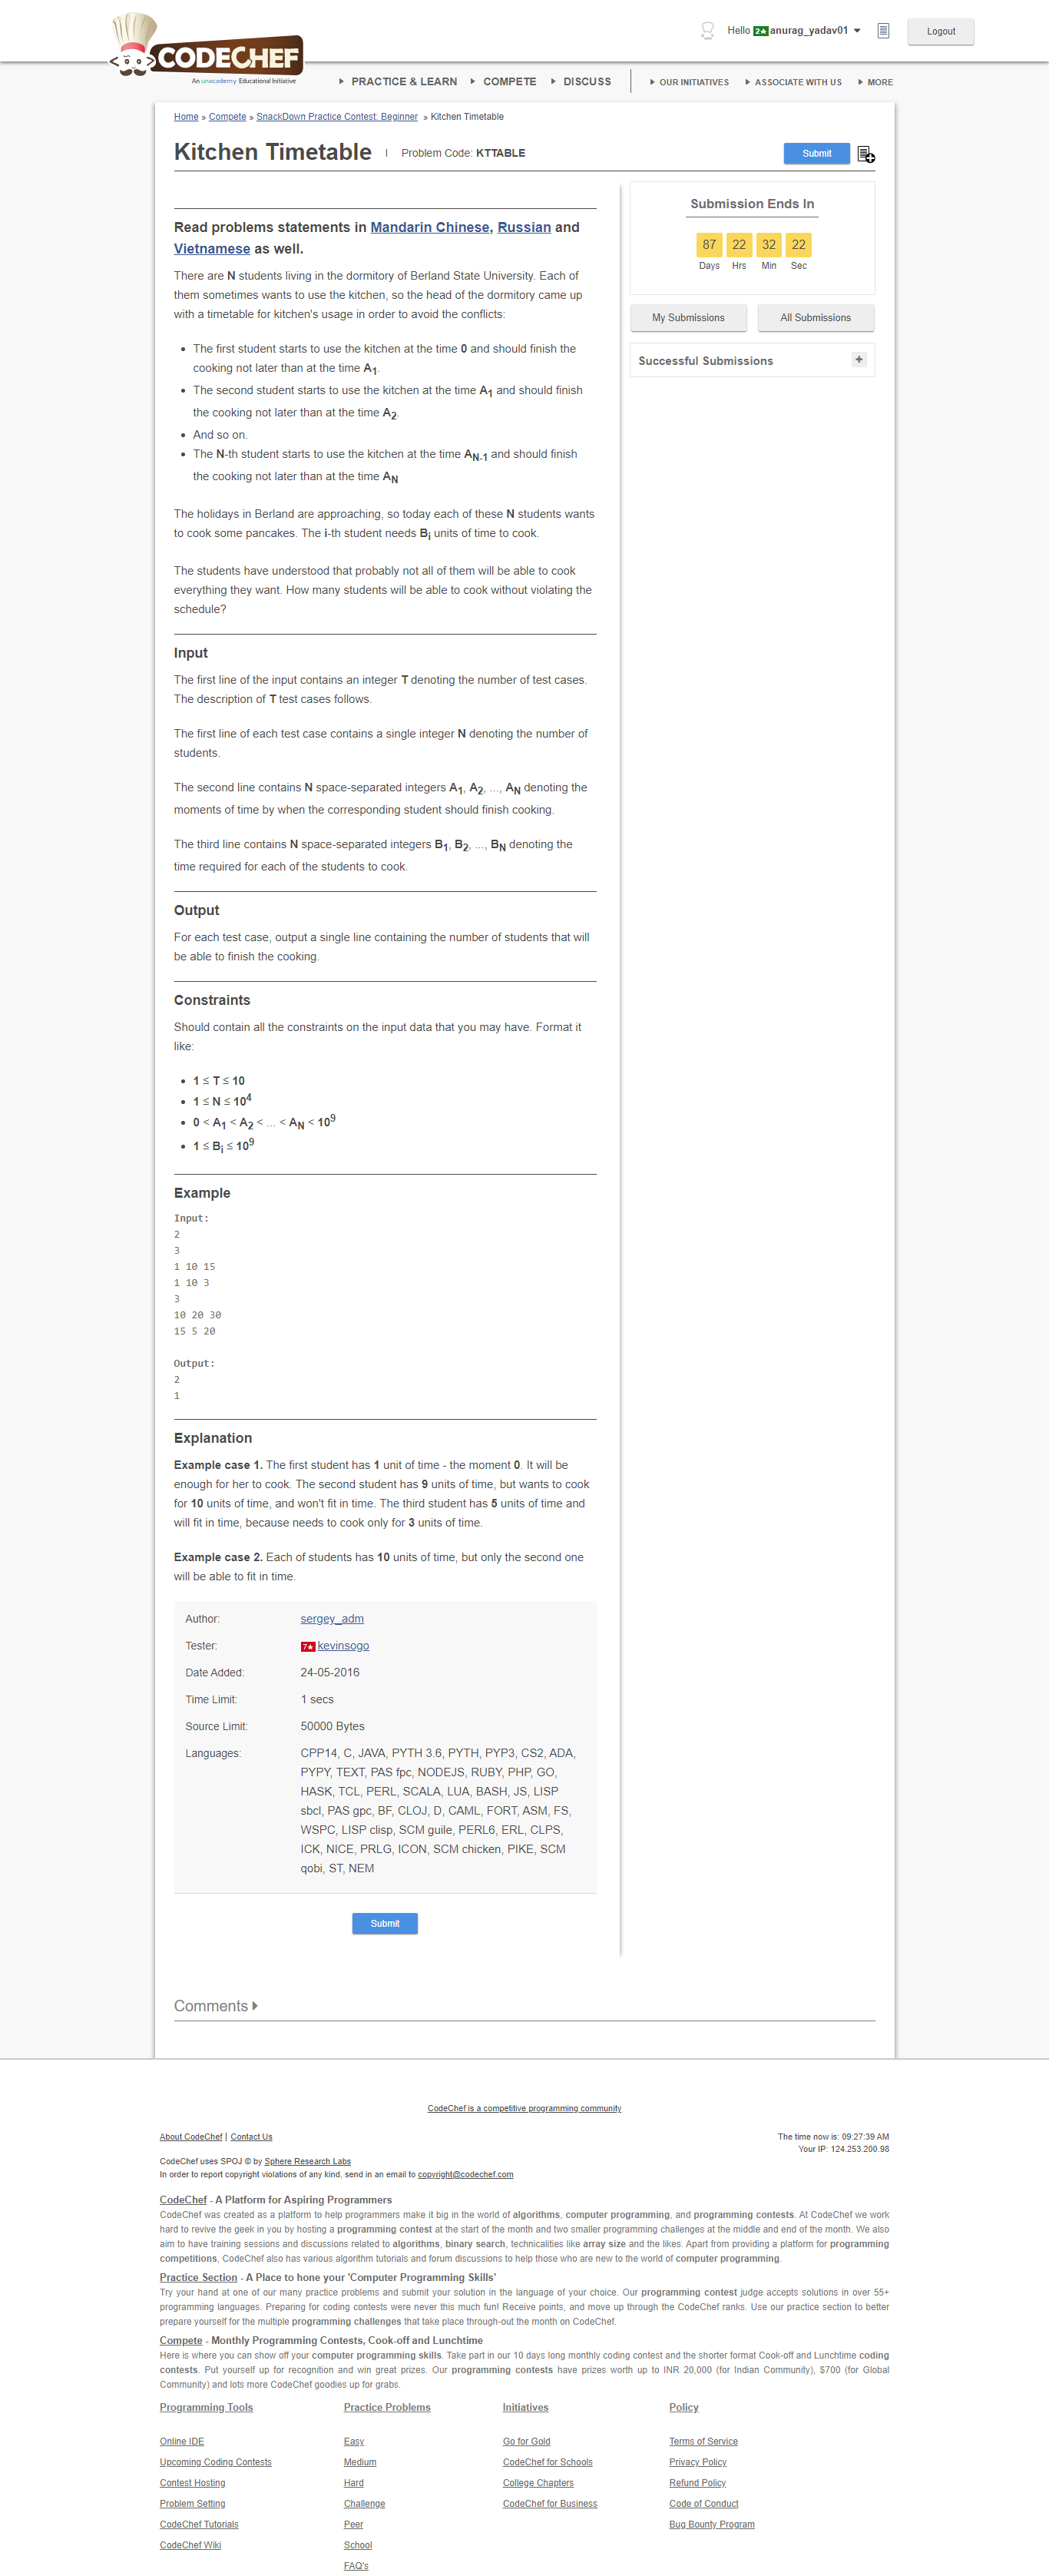 CODECHEF
An unacademy Educational Initiative
Hello 2★ anurag_yadav01
Logout
PRACTICE & LEARN COMPETE DISCUSS OUR INITIATIVES ASSOCIATE WITH US MORE
Home » Compete » SnackDown Practice Contest: Beginner » Kitchen Timetable
Kitchen Timetable | Problem Code: KTTABLE
Submit
Read problems statements in Mandarin Chinese, Russian and
Vietnamese as well.
There are N students living in the dormitory of Berland State University. Each of
them sometimes wants to use the kitchen, so the head of the dormitory came up
with a timetable for kitchen's usage in order to avoid the conflicts:
• The first student starts to use the kitchen at the time 0 and should finish the
cooking not later than at the time A1.
• The second student starts to use the kitchen at the time A1 and should finish
the cooking not later than at the time A2.
• And so on.
• The N-th student starts to use the kitchen at the time AN-1 and should finish
the cooking not later than at the time AN
The holidays in Berland are approaching, so today each of these N students wants
to cook some pancakes. The i-th student needs Bi units of time to cook.
The students have understood that probably not all of them will be able to cook
everything they want. How many students will be able to cook without violating the
schedule?
Input
The first line of the input contains an integer T denoting the number of test cases.
The description of T test cases follows.
The first line of each test case contains a single integer N denoting the number of
students.
The second line contains N space-separated integers A1, A2, ..., AN denoting the
moments of time by when the corresponding student should finish cooking.
The third line contains N space-separated integers B1, B2, ..., BN denoting the
time required for each of the students to cook.
Output
For each test case, output a single line containing the number of students that will
be able to finish the cooking.
Constraints
Should contain all the constraints on the input data that you may have. Format it
like:
• 1 ≤ T ≤ 10
• 1 ≤ N ≤ 10^4
• 0 < A1 < A2 < ... < AN < 10^9
• 1 ≤ Bi ≤ 10^9
Example
Input:
2
3
1 10 15
1 10 3
3
10 20 30
15 5 20
Output:
2
1
Explanation
Example case 1. The first student has 1 unit of time - the moment 0. It will be
enough for her to cook. The second student has 9 units of time, but wants to cook
for 10 units of time, and won't fit in time. The third student has 5 units of time and
will fit in time, because needs to cook only for 3 units of time.
Example case 2. Each of students has 10 units of time, but only the second one
will be able to fit in time.
Author: sergey_adm
Tester: 7★ kevinsogo
Date Added: 24-05-2016
Time Limit: 1 secs
Source Limit: 50000 Bytes
Languages: CPP14, C, JAVA, PYTH 3.6, PYTH, PYP3, CS2, ADA,
PYPY, TEXT, PAS fpc, NODEJS, RUBY, PHP, GO,
HASK, TCL, PERL, SCALA, LUA, BASH, JS, LISP
sbcl, PAS gpc, BF, CLOJ, D, CAML, FORT, ASM, FS,
WSPC, LISP clisp, SCM guile, PERL6, ERL, CLPS,
ICK, NICE, PRLG, ICON, SCM chicken, PIKE, SCM
qobi, ST, NEM
Submit
Submission Ends In
87 22 32 22
Days Hrs Min Sec
My Submissions All Submissions
Successful Submissions +
Comments
CodeChef is a competitive programming community
About CodeChef | Contact Us
The time now is: 09:27:39 AM
Your IP: 124.253.200.98
CodeChef uses SPOJ © by Sphere Research Labs
In order to report copyright violations of any kind, send in an email to copyright@codechef.com
CodeChef - A Platform for Aspiring Programmers
CodeChef was created as a platform to help programmers make it big in the world of algorithms, computer programming, and programming contests. At CodeChef we work
hard to revive the geek in you by hosting a programming contest at the start of the month and two smaller programming challenges at the middle and end of the month. We also
aim to have training sessions and discussions related to algorithms, binary search, technicalities like array size and the likes. Apart from providing a platform for programming
competitions, CodeChef also has various algorithm tutorials and forum discussions to help those who are new to the world of computer programming.
Practice Section - A Place to hone your 'Computer Programming Skills'
Try your hand at one of our many practice problems and submit your solution in the language of your choice. Our programming contest judge accepts solutions in over 55+
programming languages. Preparing for coding contests were never this much fun! Receive points, and move up through the CodeChef ranks. Use our practice section to better
prepare yourself for the multiple programming challenges that take place through-out the month on CodeChef.
Compete - Monthly Programming Contests, Cook-off and Lunchtime
Here is where you can show off your computer programming skills. Take part in our 10 days long monthly coding contest and the shorter format Cook-off and Lunchtime coding
contests. Put yourself up for recognition and win great prizes. Our programming contests have prizes worth up to INR 20,000 (for Indian Community), $700 (for Global
Community) and lots more CodeChef goodies up for grabs.
Programming Tools Practice Problems Initiatives Policy
Online IDE Easy Go for Gold Terms of Service
Upcoming Coding Contests Medium CodeChef for Schools Privacy Policy
Contest Hosting Hard College Chapters Refund Policy
Problem Setting Challenge CodeChef for Business Code of Conduct
CodeChef Tutorials Peer Bug Bounty Program
CodeChef Wiki School
FAQ's